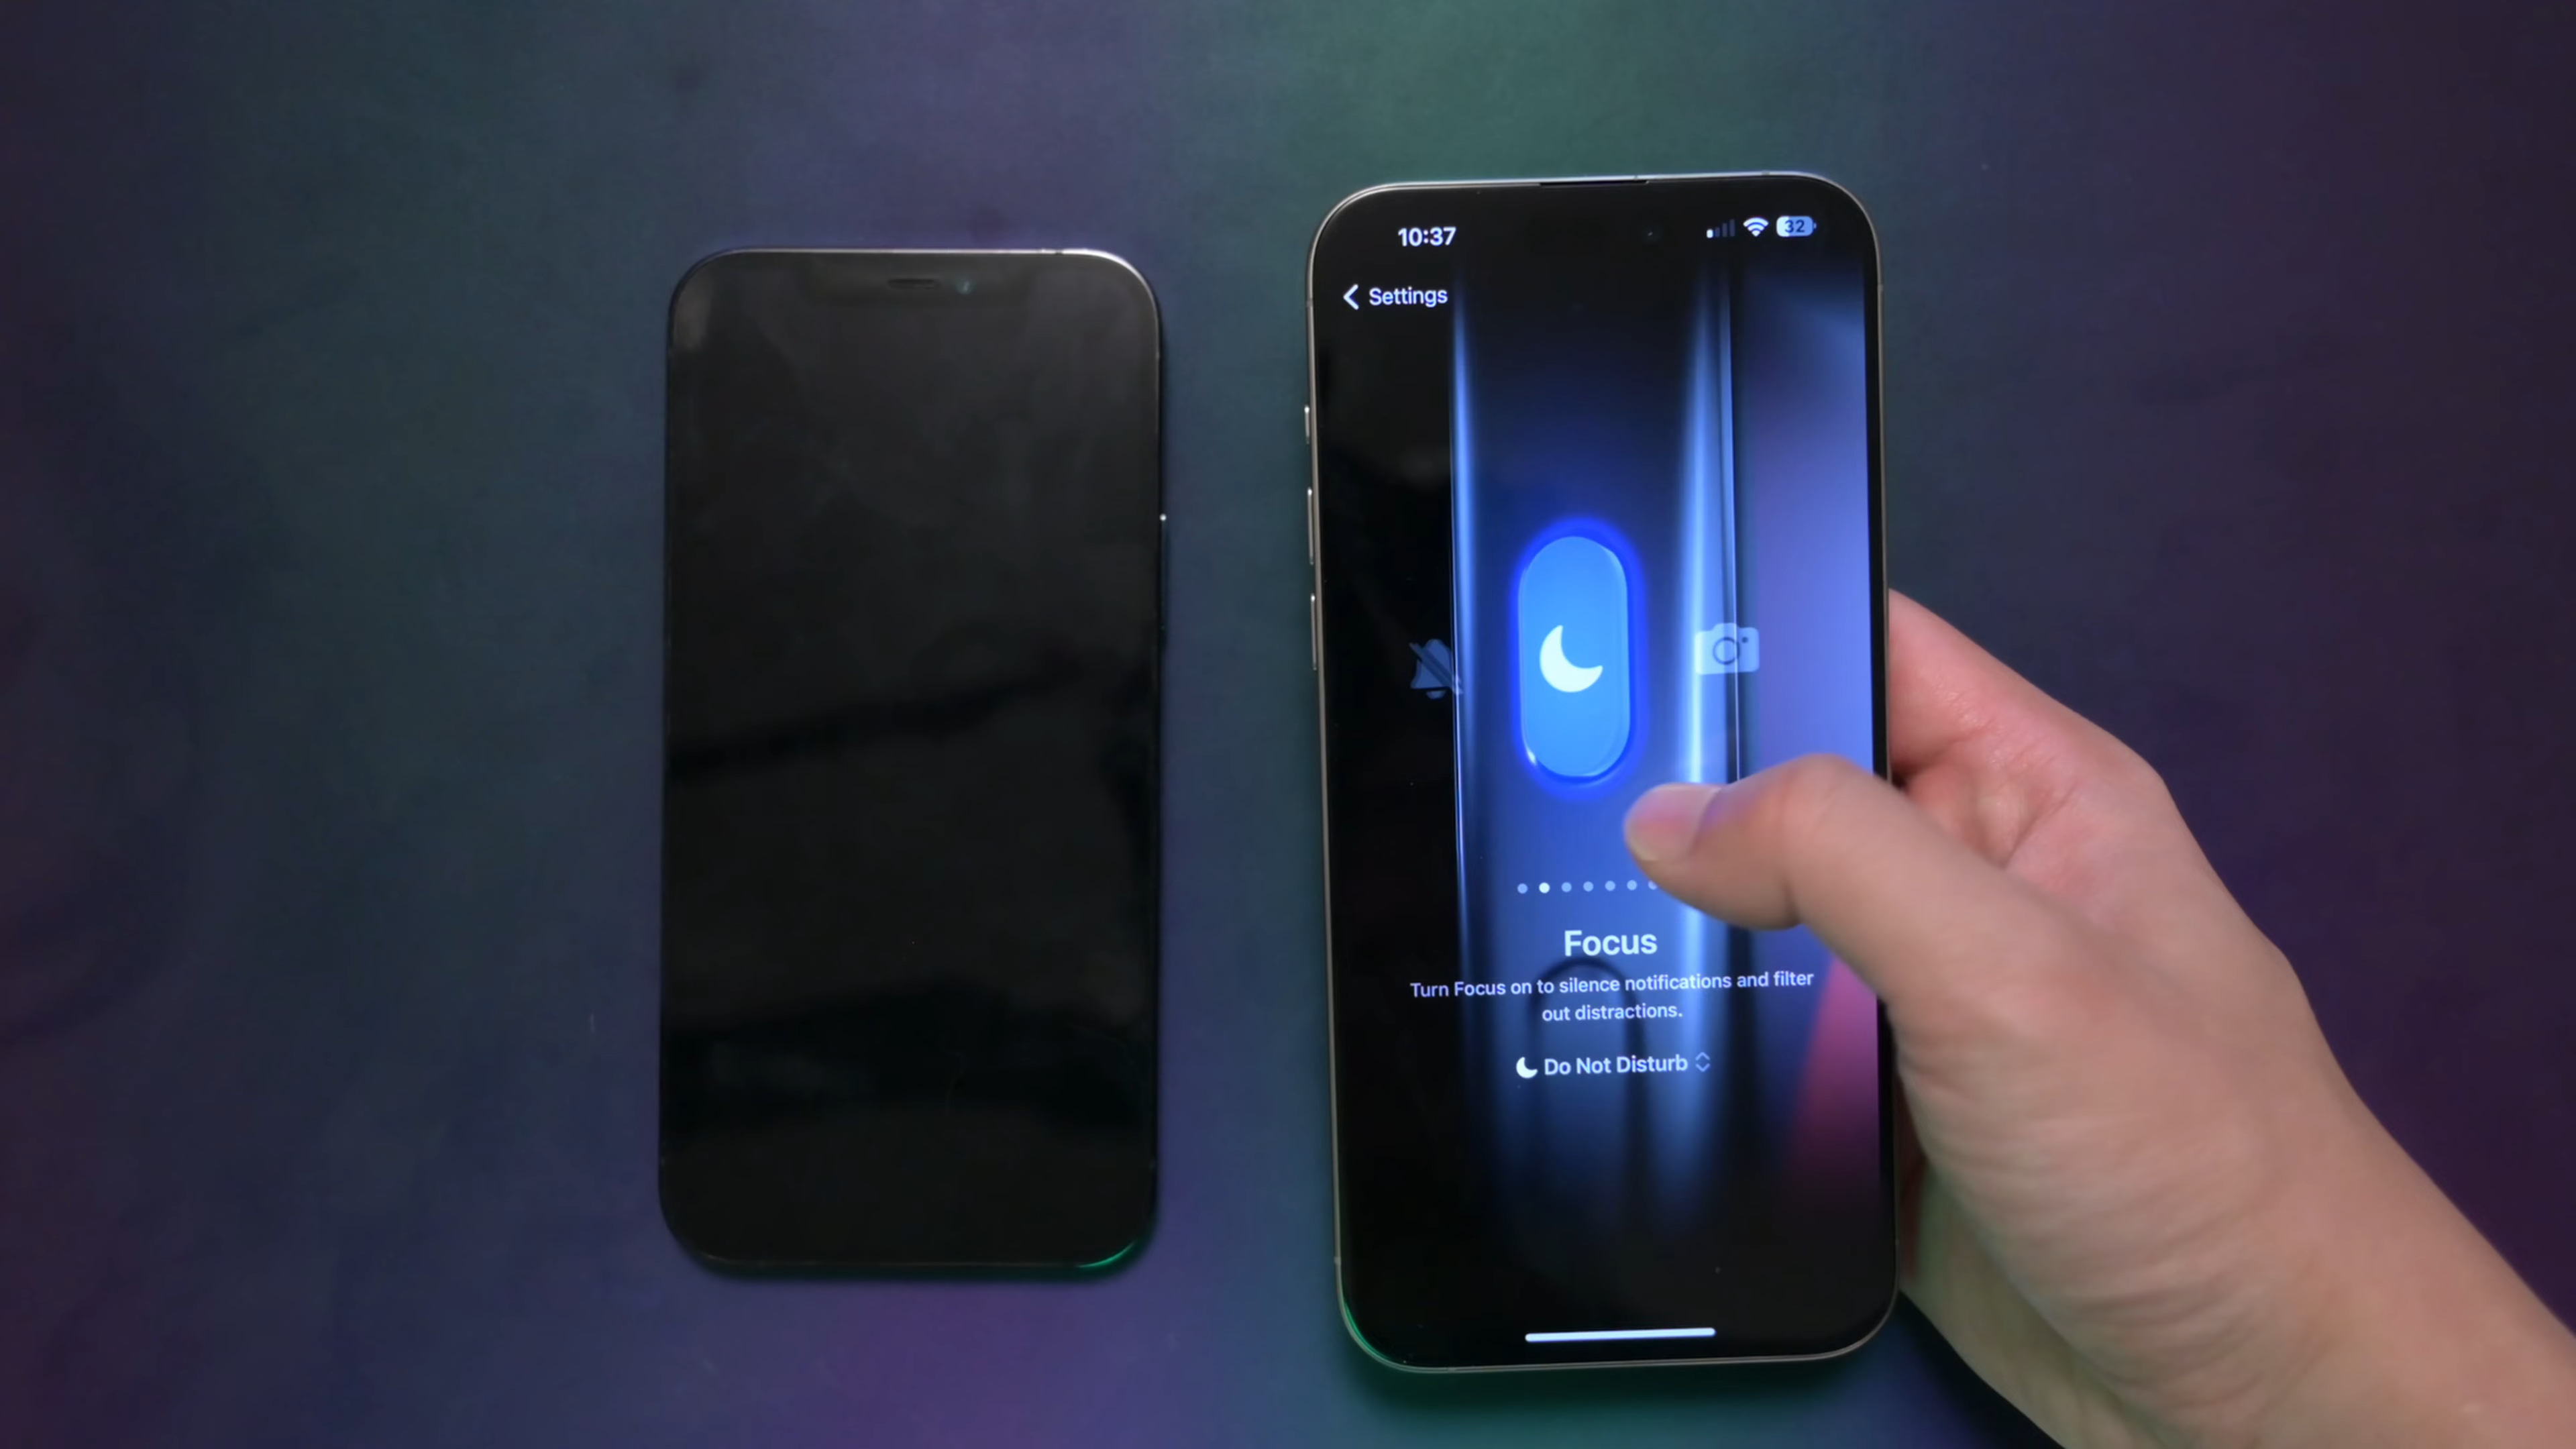 10:37
32
Settings
Focus
Turn Focus on to silence notifications and filter
out distractions.
Do Not Disturb